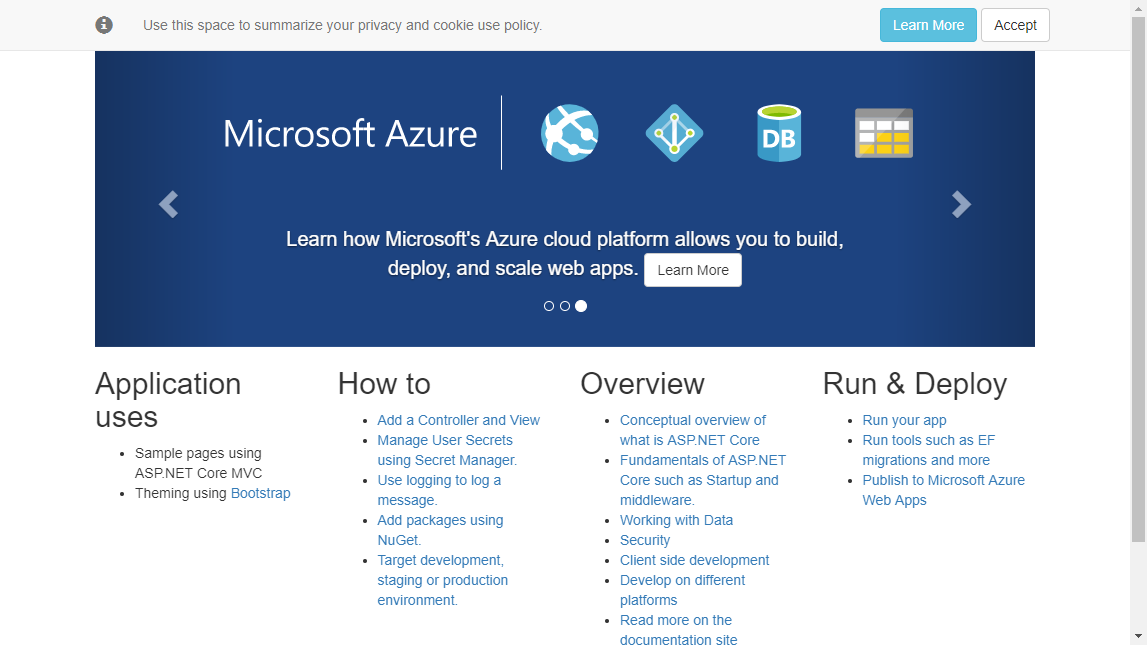 Use this space to summarize your privacy and cookie use policy.
Learn More
Accept
Microsoft Azure
DB
Learn how Microsoft's Azure cloud platform allows you to build,
deploy, and scale web apps.
Learn More
Application
uses
Sample pages using
ASP.NET Core MVC
Theming using Bootstrap
How to
Add a Controller and View
Manage User Secrets
using Secret Manager.
Use logging to log a
message.
Add packages using
NuGet.
Target development,
staging or production
environment.
Overview
Conceptual overview of
what is ASP.NET Core
Fundamentals of ASP.NET
Core such as Startup and
middleware.
Working with Data
Security
Client side development
Develop on different
platforms
Read more on the
documentation site
Run & Deploy
Run your app
Run tools such as EF
migrations and more
Publish to Microsoft Azure
Web Apps